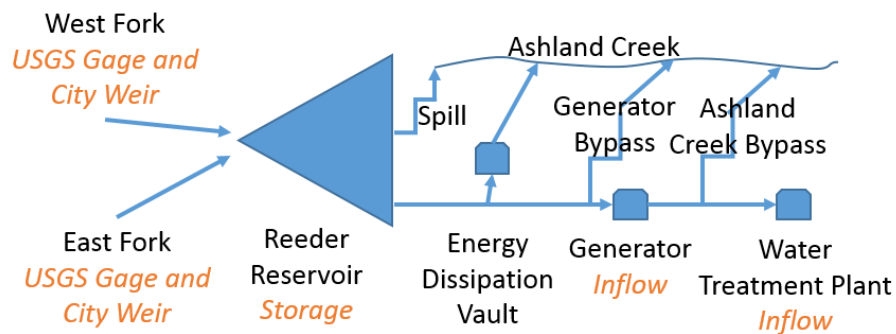 West Fork
USGS Gage and
City Weir
Ashland Creek
Spill
Generator
Bypass
Ashland
Creek Bypass
East Fork
USGS Gage and
City Weir
Reeder
Reservoir
Storage
Energy
Dissipation
Vault
Generator
Inflow
Water
Treatment Plant
Inflow